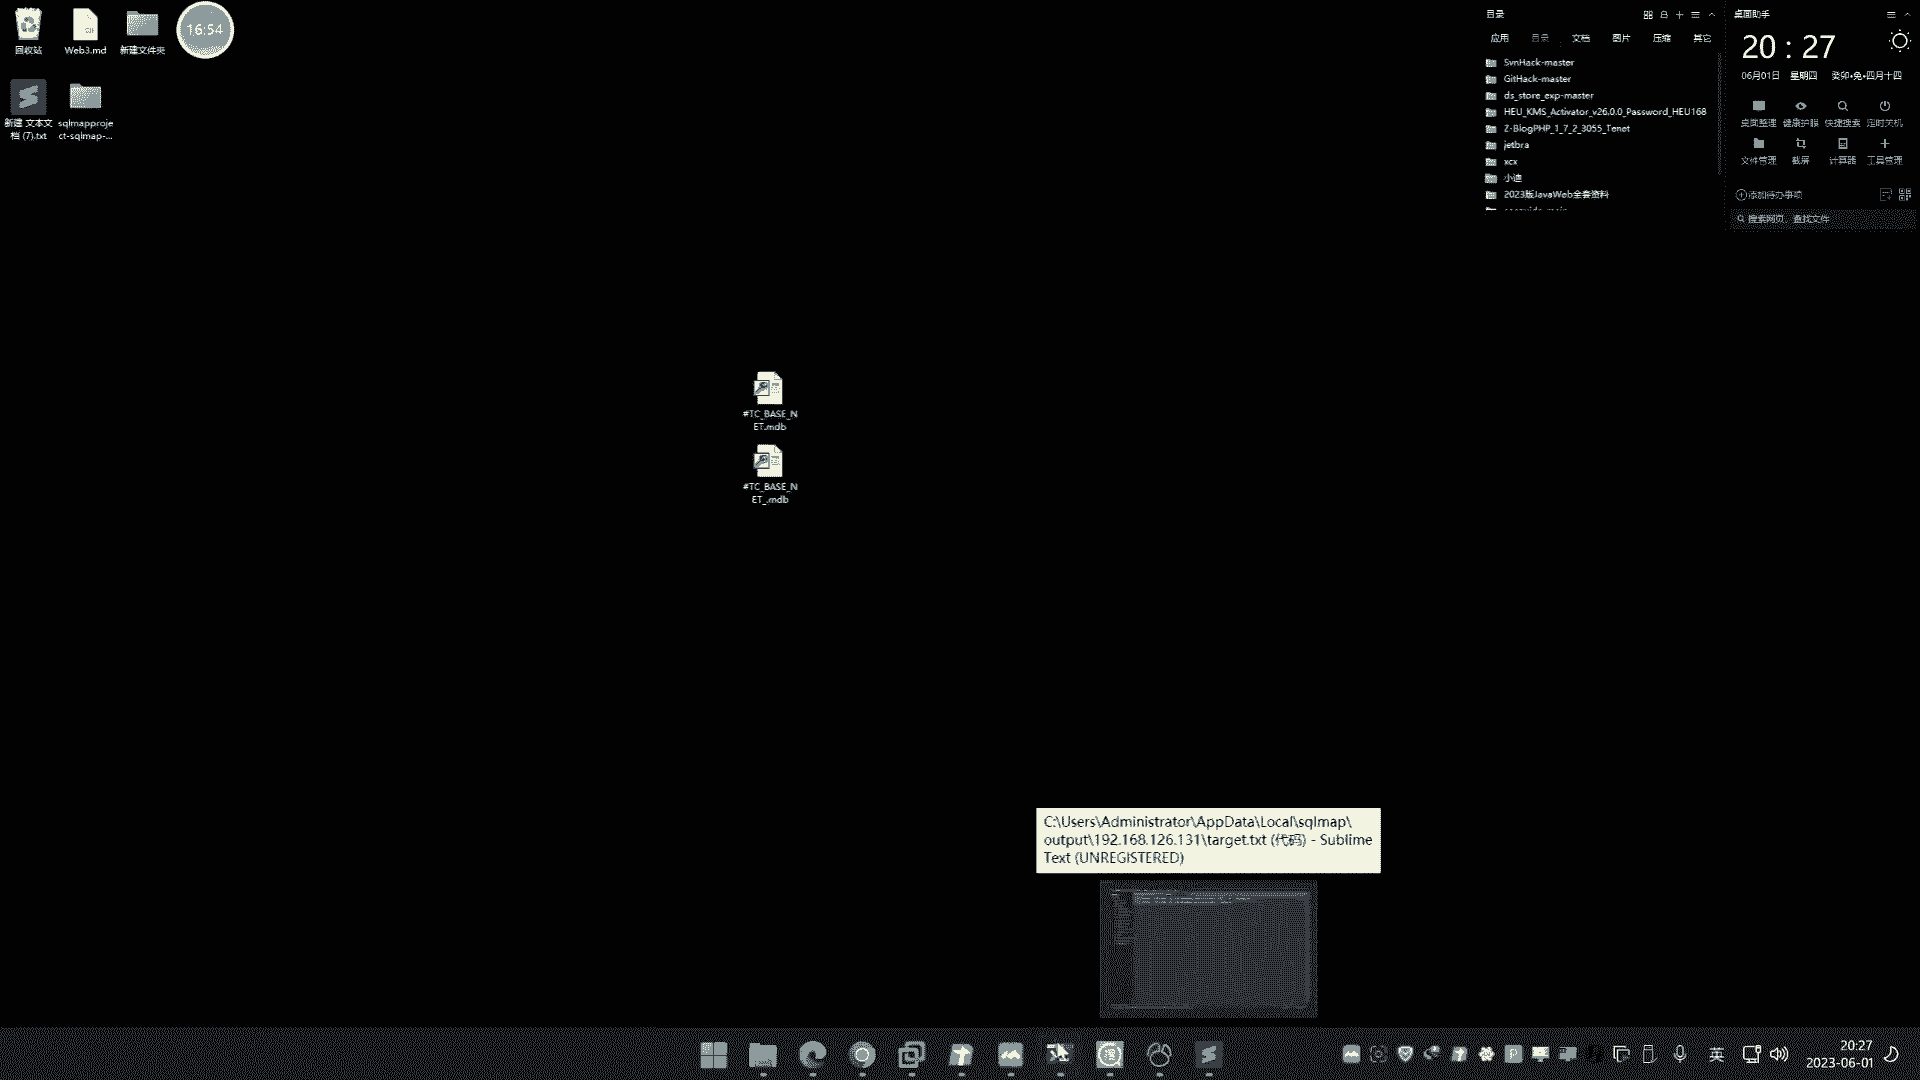 回收站
Web3.md
新建文件夹
16:54
新建 文本文
档 (7).txt
sqlmapproje
ct-sqlmap-...
目录
应用 目录 文档 图片 压缩 其它
SvnHack-master
GitHack-master
ds_store_exp-master
HEU_KMS_Activator_v26.0.0_Password_HEU168
Z-BlogPHP_1_7_2_3055_Tenet
jetbra
xcx
小迪
2023版JavaWeb全套资料
桌面助手
20 : 27
06月01日 星期四 癸卯•兔•四月十四
桌面整理 健康护眼 快捷搜索 定时关机
文件管理 截屏 计算器 工具管理
添加待办事项
搜索网页、查找文件
#TC_BASE_N
ET.mdb
#TC_BASE_N
ET_.mdb
C:\Users\Administrator\AppData\Local\sqlmap\
output\192.168.126.131\target.txt (代码) - Sublime
Text (UNREGISTERED)
英
20:27
2023-06-01